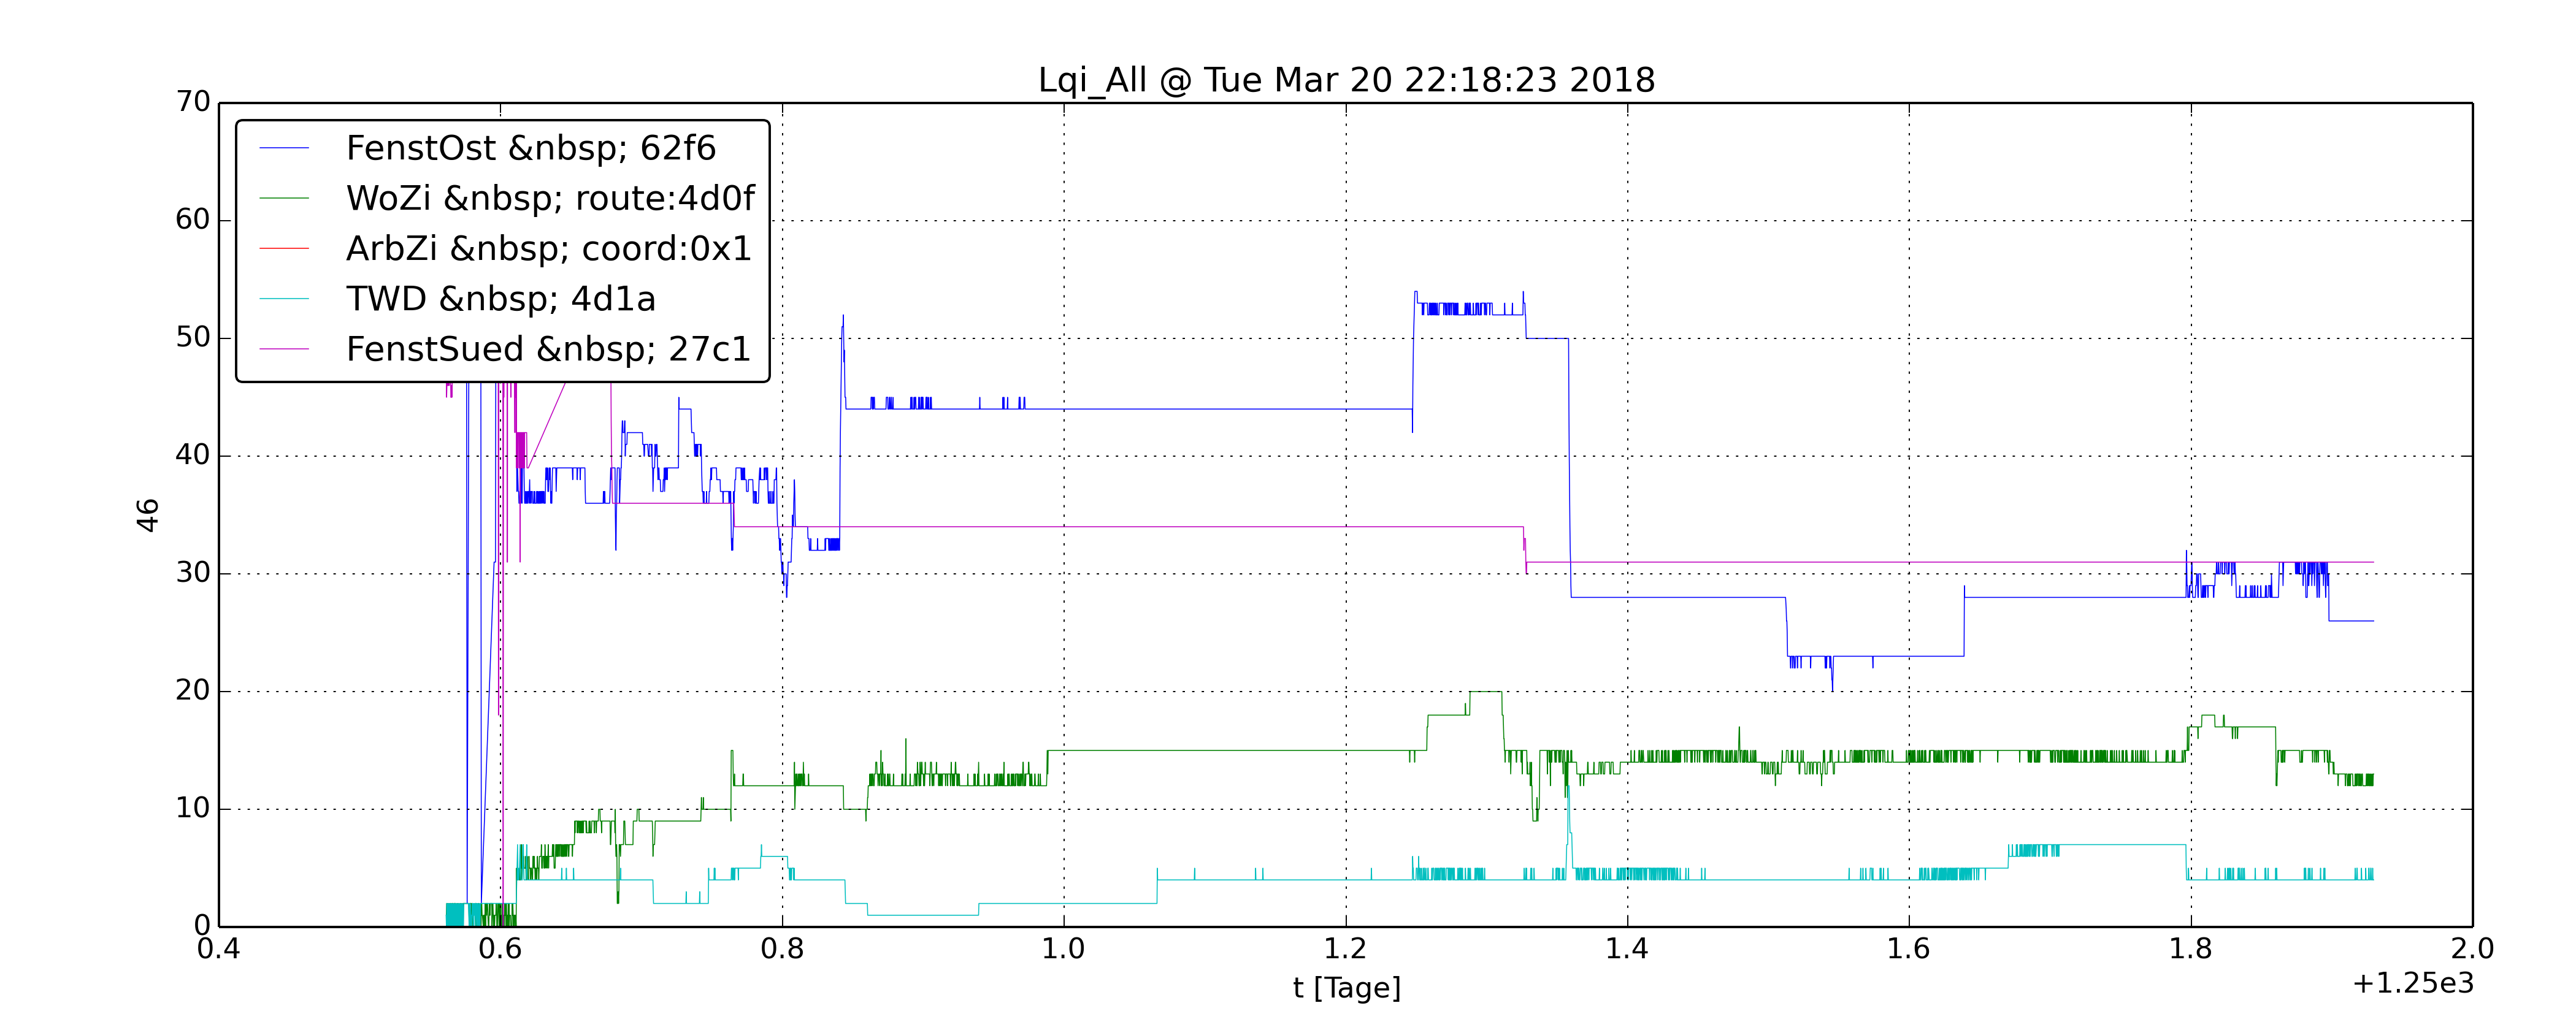 Lqi_All @ Tue Mar 20 22:18:23 2018
70
60
50
40
30
20
10
0
46
FenstOst &nbsp; 62f6
WoZi &nbsp; route:4d0f
ArbZi &nbsp; coord:0x1
TWD &nbsp; 4d1a
FenstSued &nbsp; 27c1
0.4 0.6 0.8 1.0 1.2 1.4 1.6 1.8 2.0
t [Tage]
+1.25e3